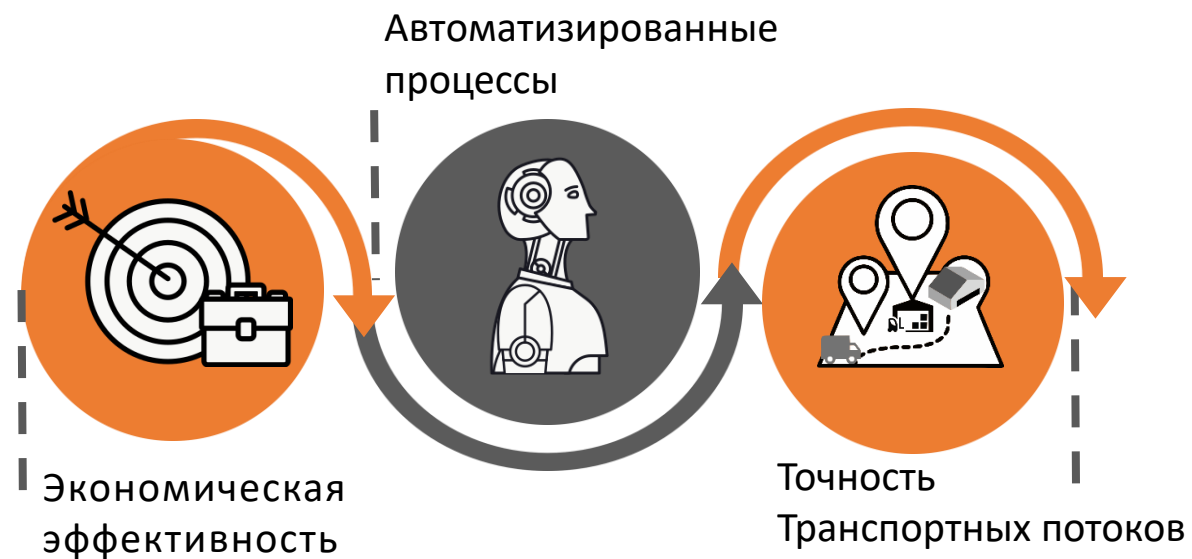 Автоматизированные
процессы
Экономическая
эффективность
Точность
Транспортных потоков